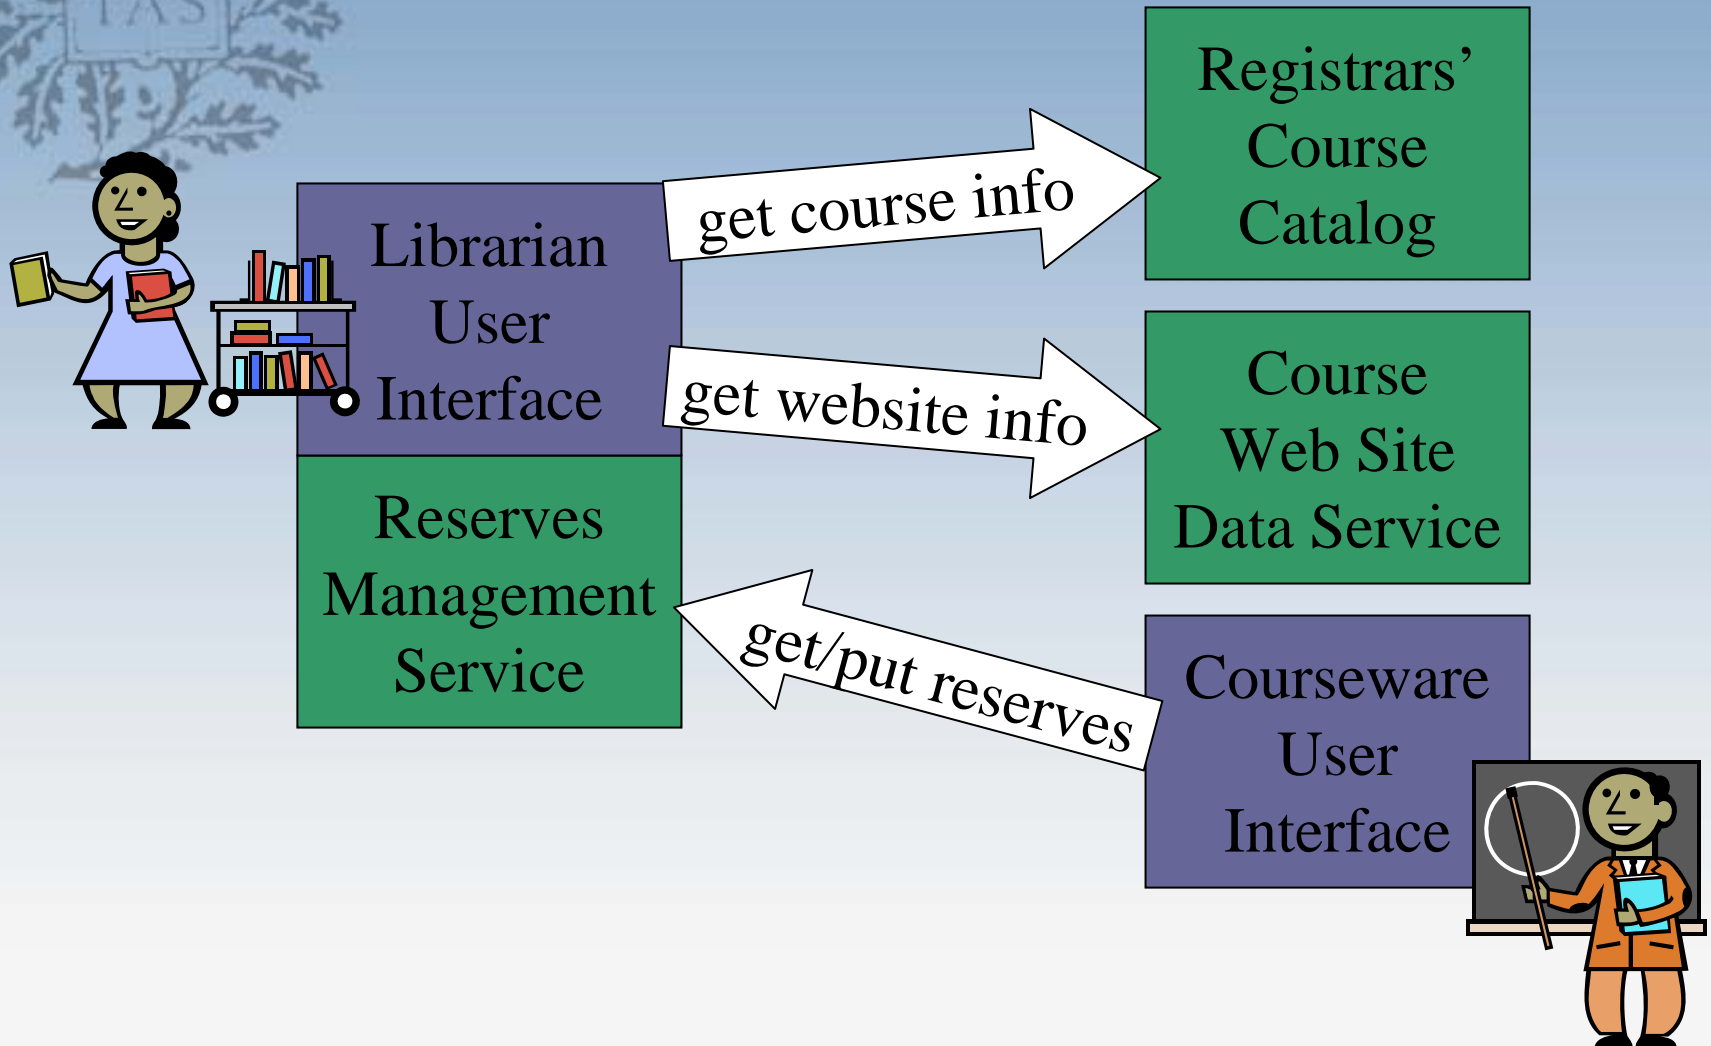 TAS
Librarian
User
Interface
Reserves
Management
Service
get course info
get website info
get/put reserves
Registrars’
Course
Catalog
Course
Web Site
Data Service
Courseware
User
Interface